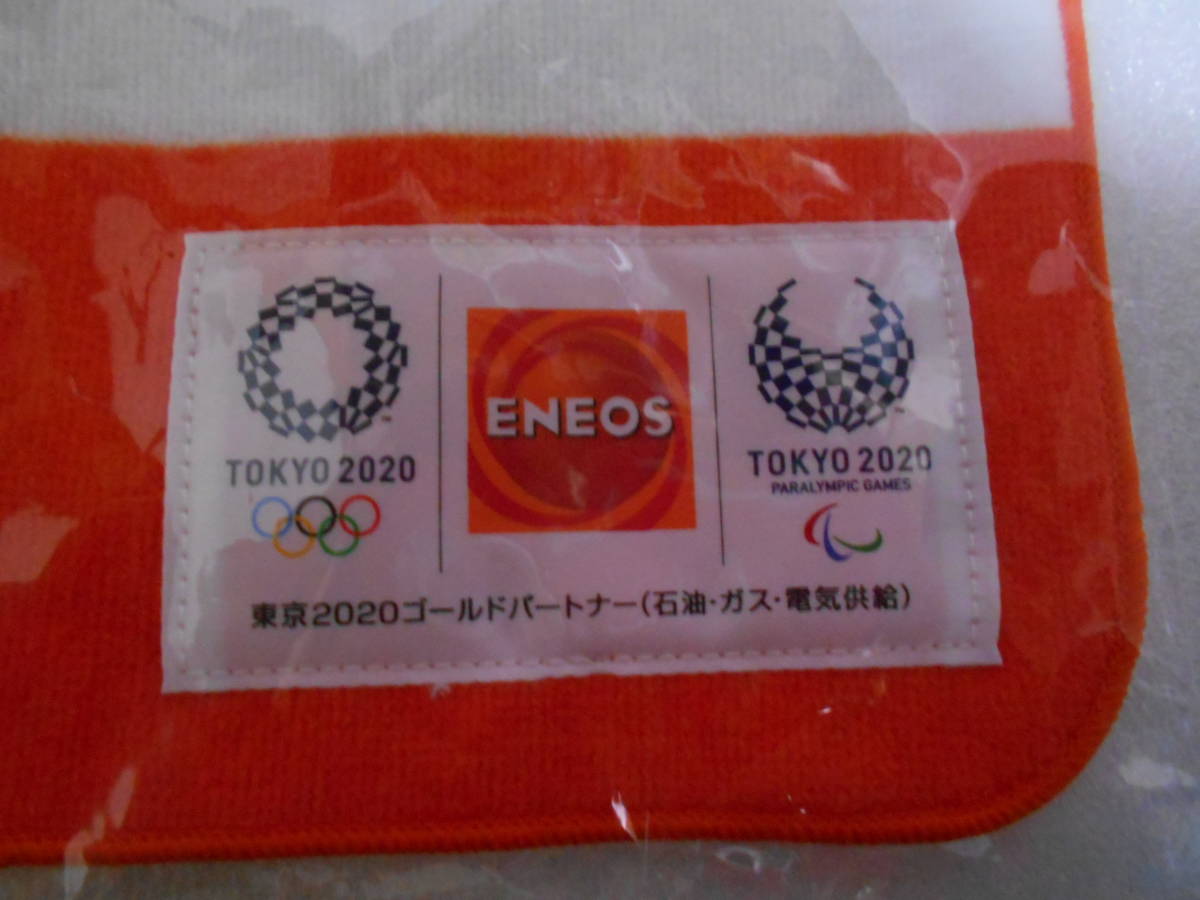 TOKYO 2020
ENEOS
TOKYO 2020
PARALYMPIC GAMES
東京2020ゴールドパートナー(石油・ガス・電気供給)